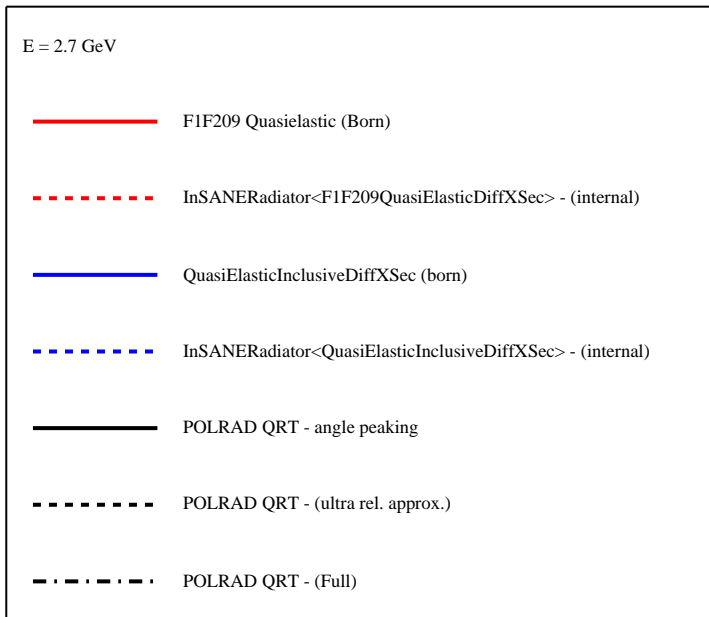 E = 2.7 GeV
F1F209 Quasielastic (Born)
InSANERadiator<F1F209QuasiElasticDiffXSec> - (internal)
QuasiElasticInclusiveDiffXSec (born)
InSANERadiator<QuasiElasticInclusiveDiffXSec> - (internal)
POLRAD QRT - angle peaking
POLRAD QRT - (ultra rel. approx.)
POLRAD QRT - (Full)